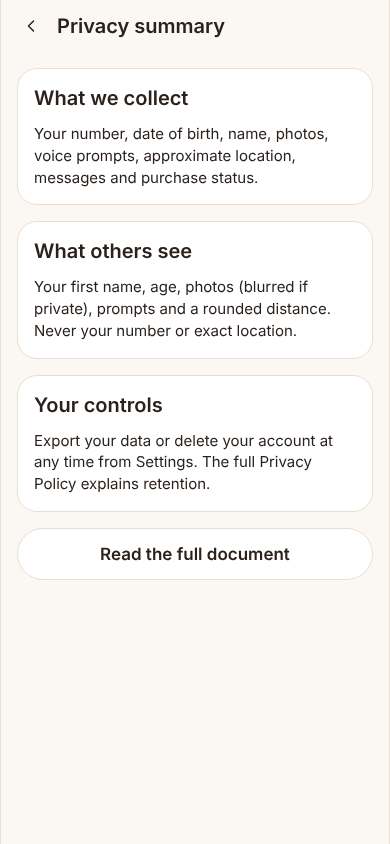 Privacy summary
What we collect
Your number, date of birth, name, photos,
voice prompts, approximate location,
messages and purchase status.
What others see
Your first name, age, photos (blurred if
private), prompts and a rounded distance.
Never your number or exact location.
Your controls
Export your data or delete your account at
any time from Settings. The full Privacy
Policy explains retention.
Read the full document